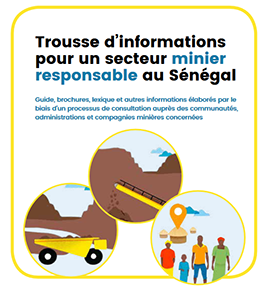 Trousse d'informations
pour un secteur minier
responsable au Sénégal
Guide, brochures, lexique et autres informations élaborés par le
biais d'un processus de consultation auprès des communautés,
administrations et compagnies minières concernées